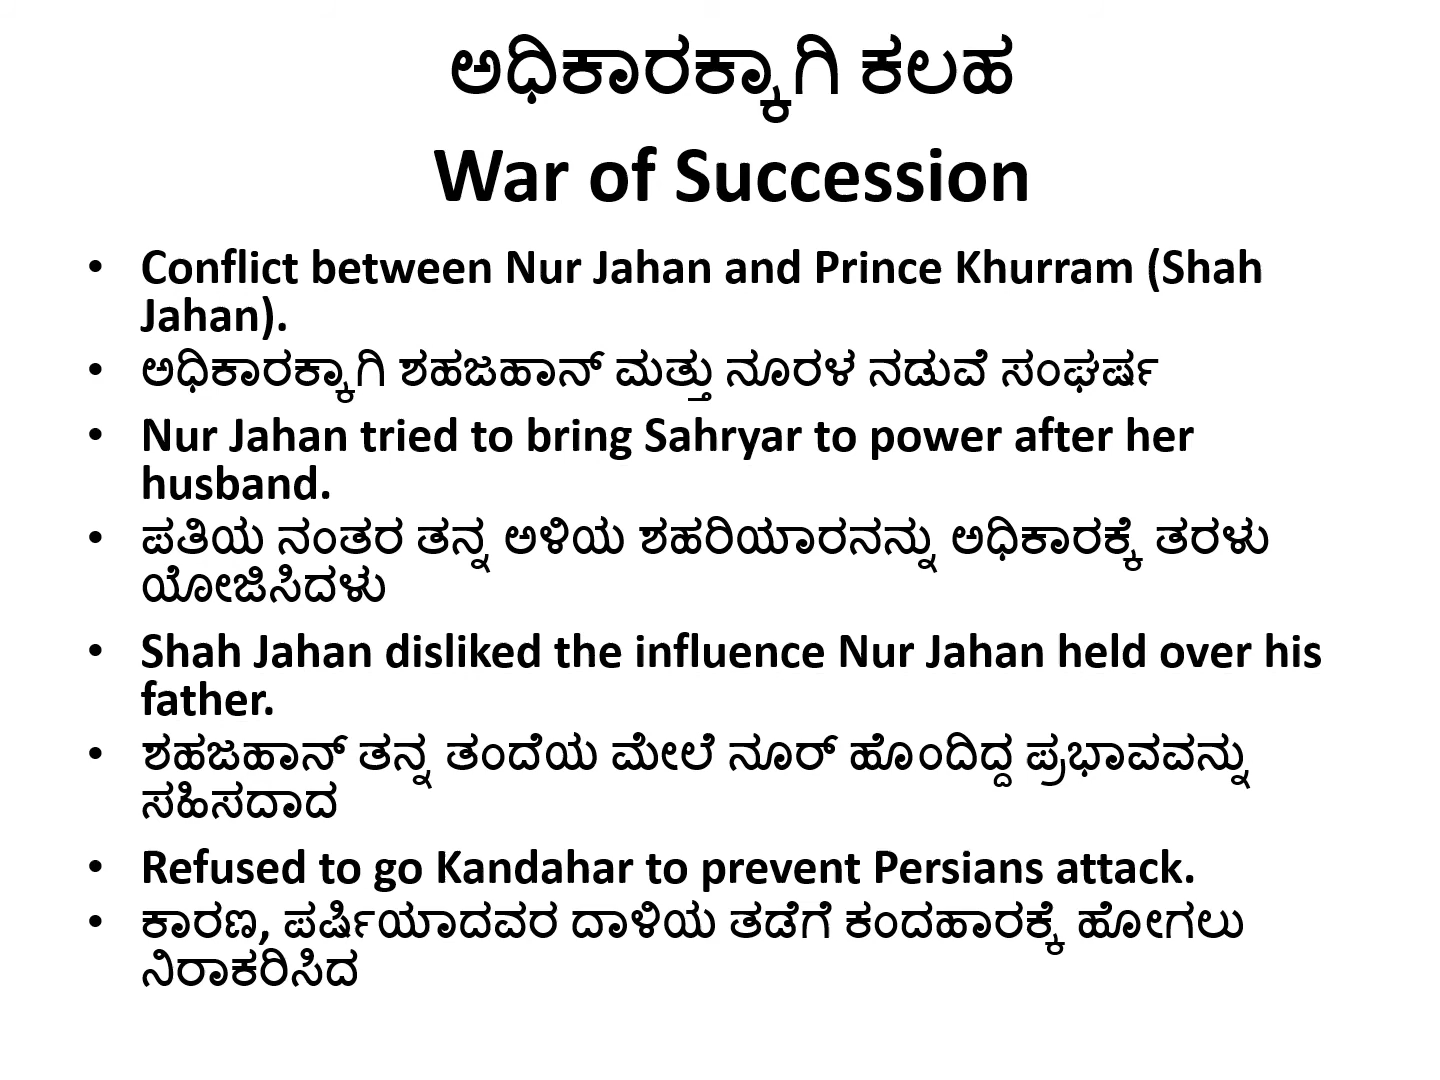 ಅಧಿಕಾರಕ್ಕಾಗಿ ಕಲಹ
War of Succession
• Conflict between Nur Jahan and Prince Khurram (Shah
Jahan).
• ಅಧಿಕಾರಕ್ಕಾಗಿ ಶಹಜಹಾನ್ ಮತ್ತು ನೂರಳ ನಡುವೆ ಸಂಘರ್ಷ
• Nur Jahan tried to bring Sahryar to power after her
husband.
• ಪತಿಯ ನಂತರ ತನ್ನ ಅಳಿಯ ಶಹರಿಯಾರನನ್ನು ಅಧಿಕಾರಕ್ಕೆ ತರಳು
ಯೋಜಿಸಿದಳು
• Shah Jahan disliked the influence Nur Jahan held over his
father.
• ಶಹಜಹಾನ್ ತನ್ನ ತಂದೆಯ ಮೇಲೆ ನೂರ್ ಹೊಂದಿದ್ದ ಪ್ರಭಾವವನ್ನು
ಸಹಿಸದಾದ
• Refused to go Kandahar to prevent Persians attack.
• ಕಾರಣ, ಪರ್ಷಿಯಾದವರ ದಾಳಿಯ ತಡೆಗೆ ಕಂದಹಾರಕ್ಕೆ ಹೋಗಲು
ನಿರಾಕರಿಸಿದ